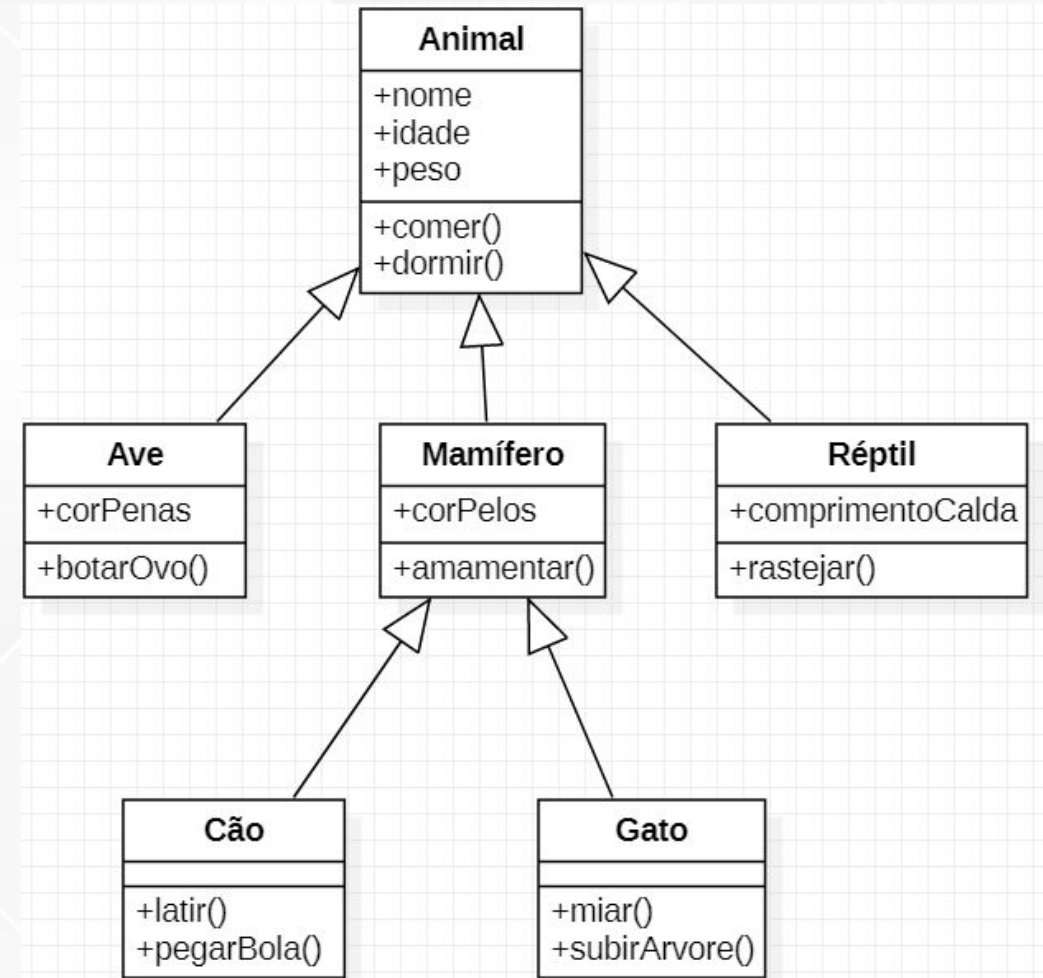 Animal
+nome
+idade
+peso
+comer()
+dormir()
Ave
+corPenas
+botarOvo()
Mamífero
+corPelos
+amamentar()
Réptil
+comprimentoCalda
+rastejar()
Cão
+latir()
+pegarBola()
Gato
+miar()
+subirArvore()